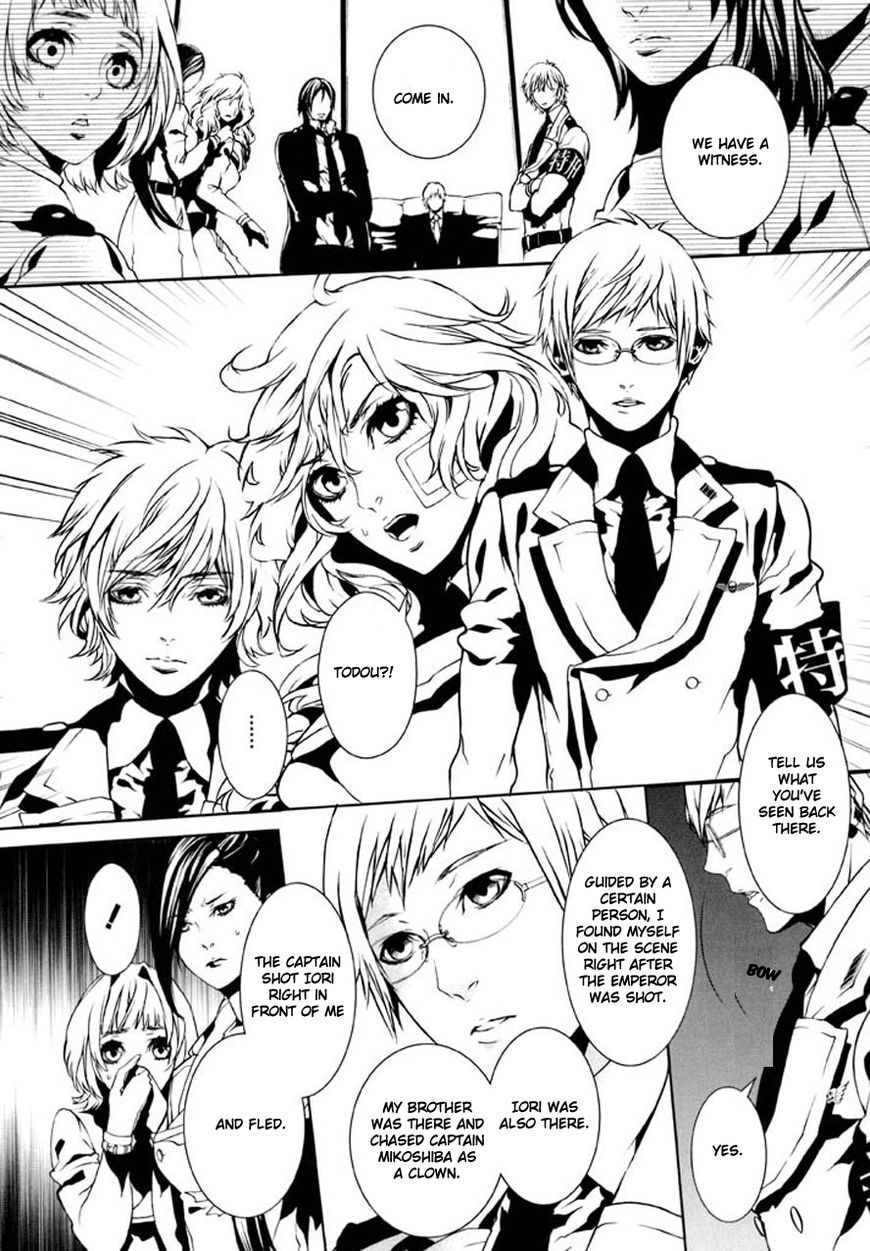 WE HAVE A
WITNESS.
COME IN.
特
特
TODOU?!
......
TELL US
WHAT
YOU'VE
SEEN BACK
THERE.
BOW
YES.
GUIDED BY A
CERTAIN
PERSON, I
FOUND MYSELF
ON THE SCENE
RIGHT AFTER
THE EMPEROR
WAS SHOT.
IORI WAS
ALSO THERE.
MY BROTHER
WAS THERE AND
CHASED CAPTAIN
MIKOSHIBA AS
A CLOWN.
THE CAPTAIN
SHOT IORI
RIGHT IN
FRONT OF ME
AND FLED.
!